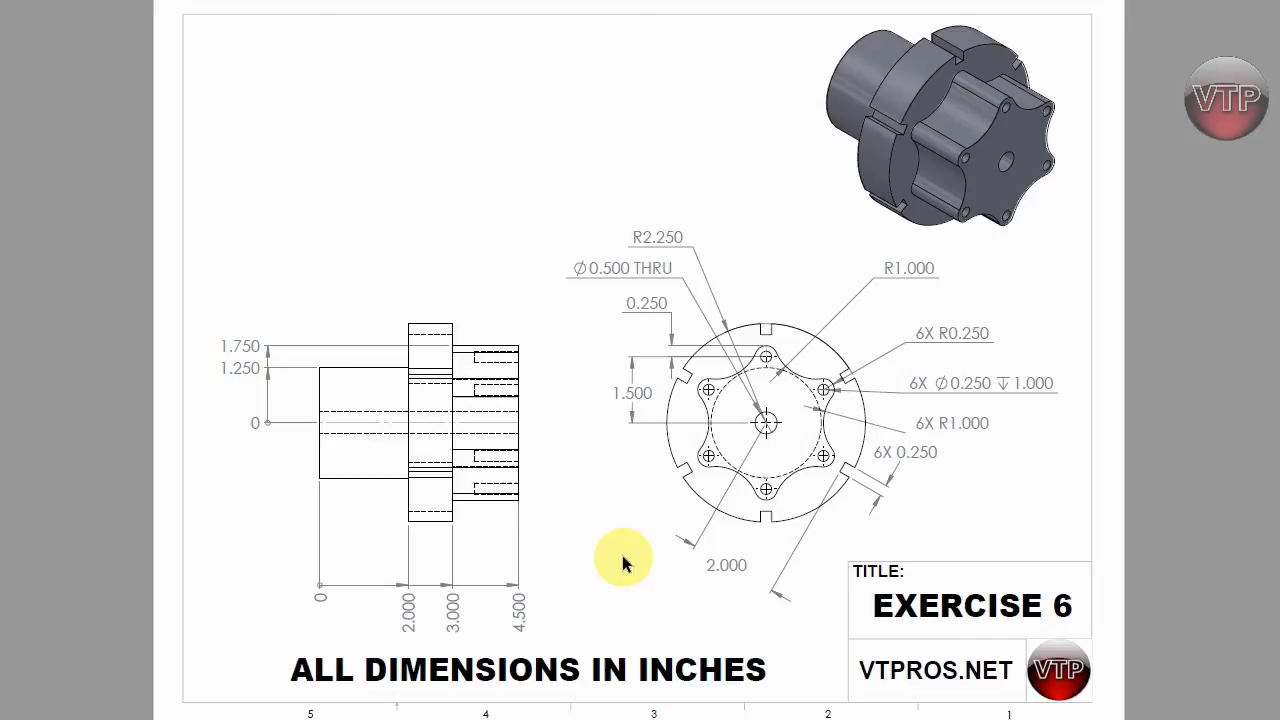 VTP
R2.250
∅0.500 THRU
R1.000
0.250
6X R0.250
1.750
1.250
6X ∅0.250 ↧1.000
1.500
0
6X R1.000
6X 0.250
2.000
TITLE:
EXERCISE 6
0
2.000
3.000
4.500
ALL DIMENSIONS IN INCHES
VTPROS.NET
VTP
5 4 3 2 1